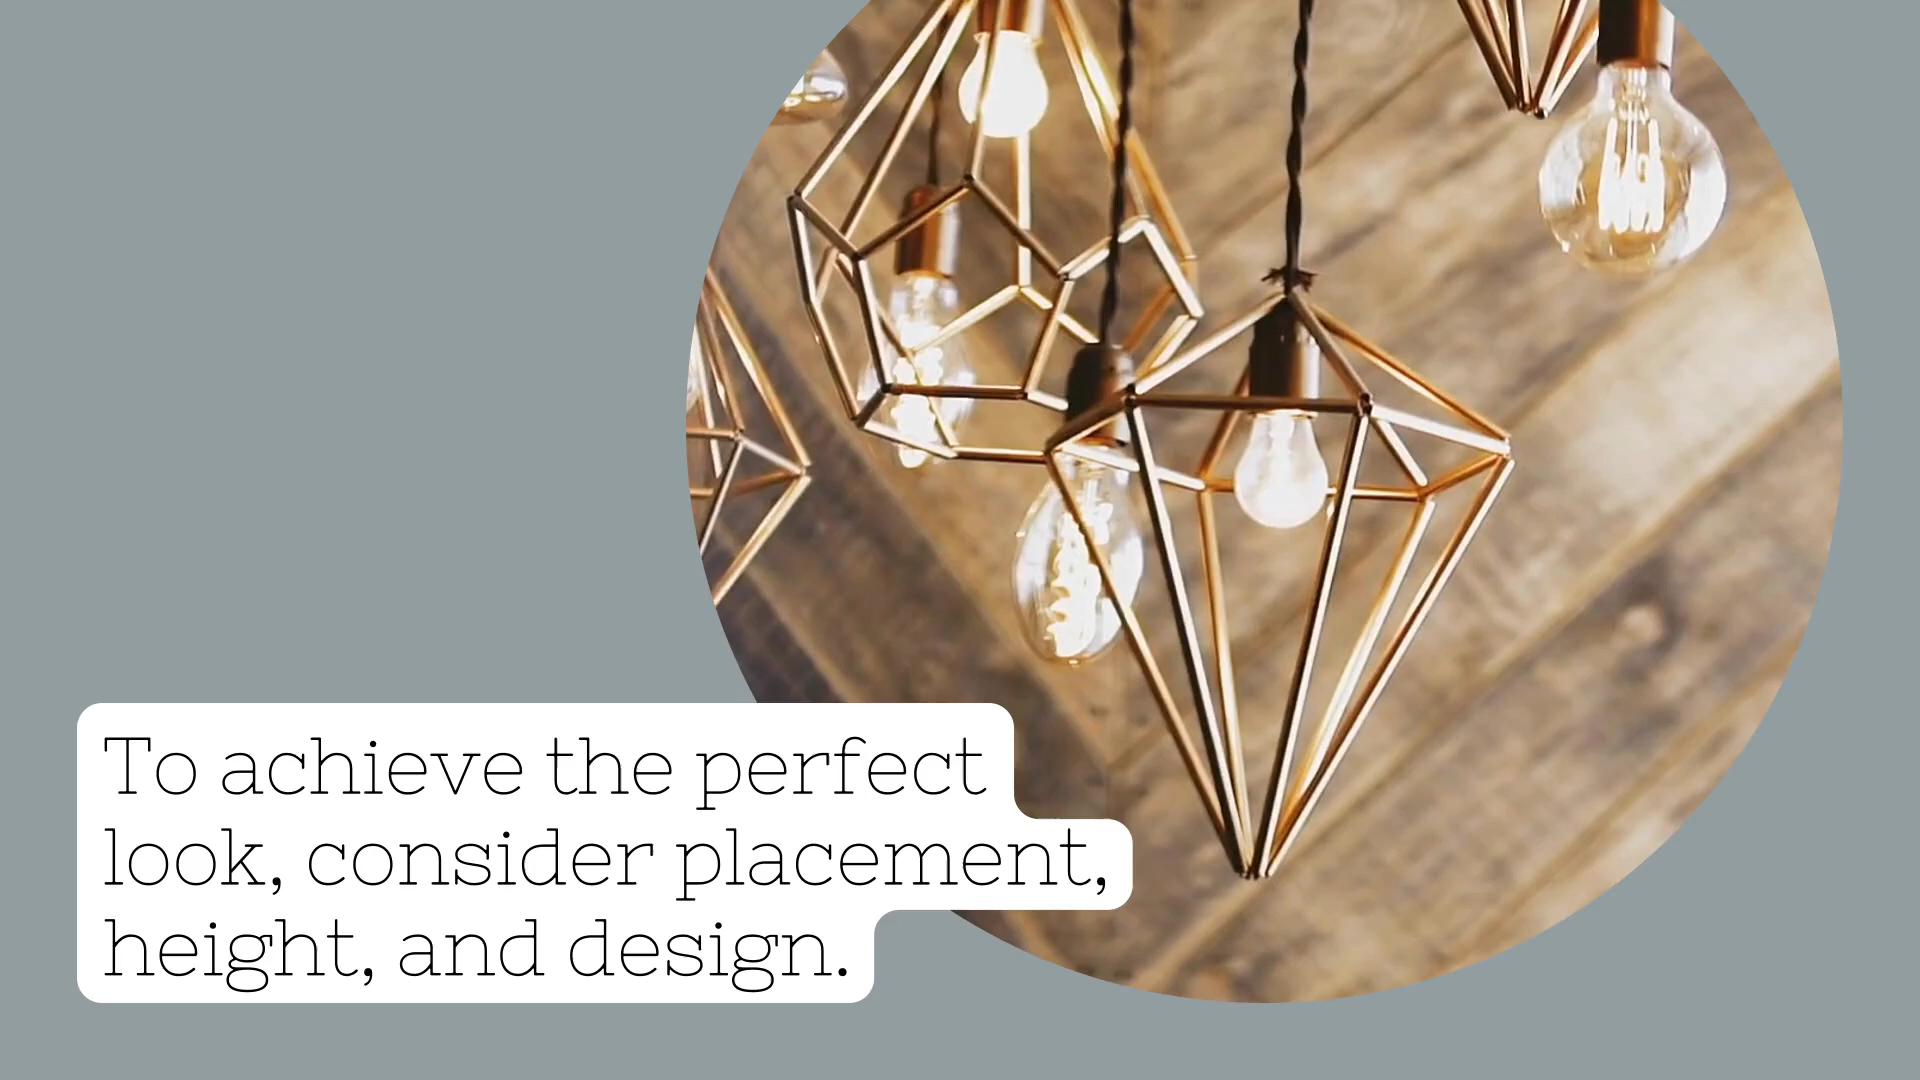 To achieve the perfect
look, consider placement,
height, and design.